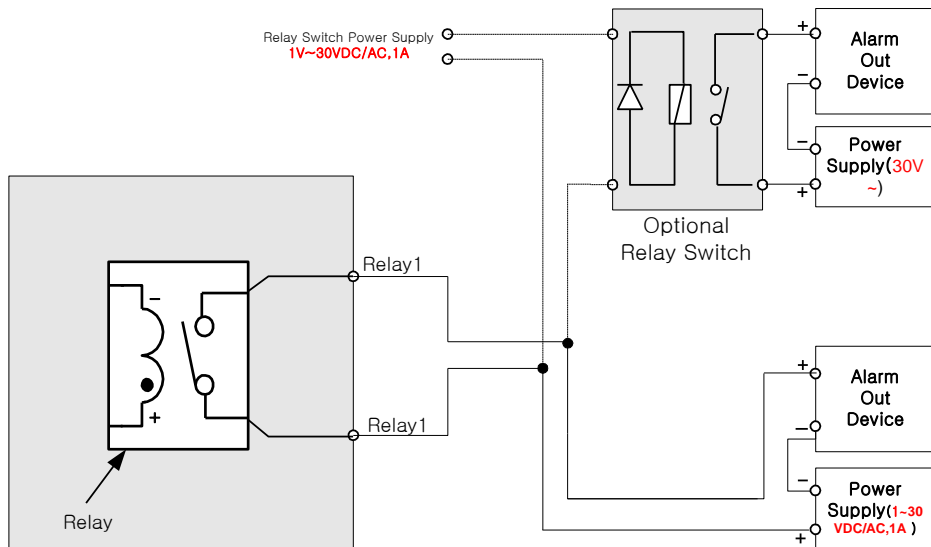 Relay Switch Power Supply
1V~30VDC/AC,1A
+
Alarm
Out
Device
−
−
Power
Supply(30V
~)
+
Optional
Relay Switch
Relay1
−
+
Relay1
Relay
+
Alarm
Out
Device
−
−
Power
Supply(1~30
VDC/AC,1A )
+